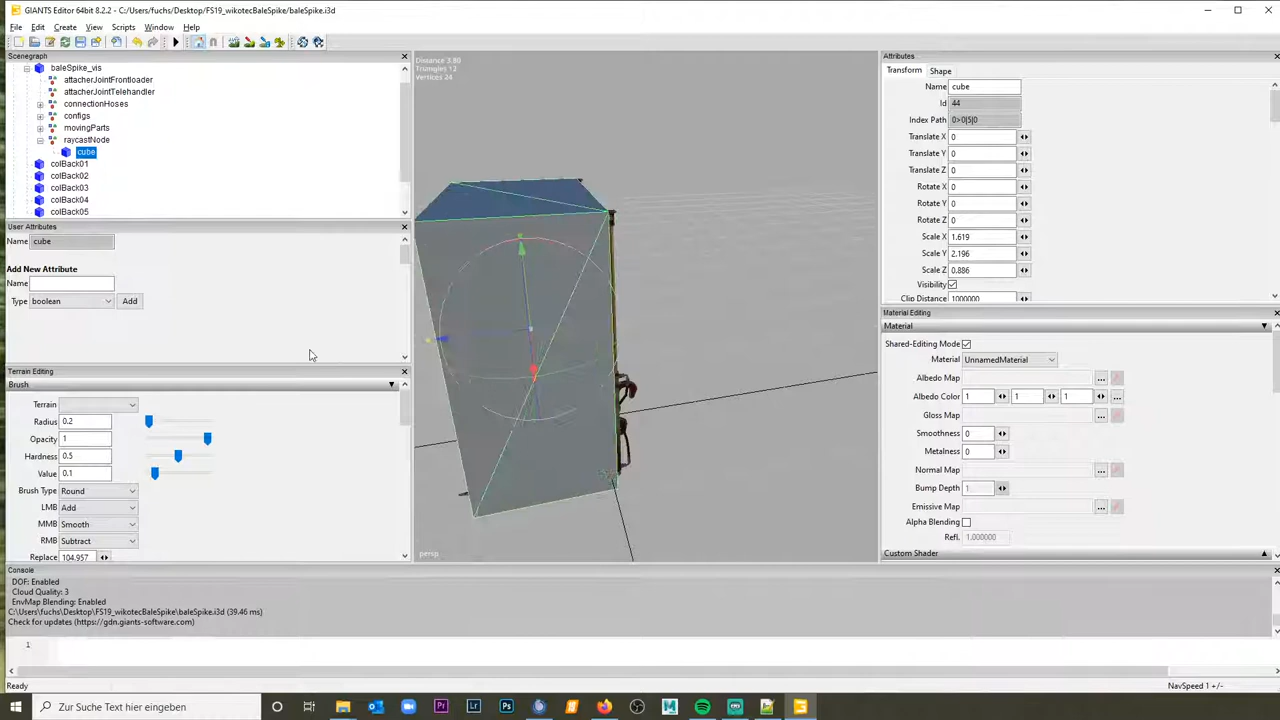 GIANTS Editor 64bit 8.2.2 - C:/Users/fuchs/Desktop/FS19_wikotecBaleSpike/baleSpike.i3d
File Edit Create View Scripts Window Help
Scenegraph
baleSpike_vis
attacherJointFrontloader
attacherJointTelehandler
connectionHoses
configs
movingParts
raycastNode
cube
colBack01
colBack02
colBack03
colBack04
colBack05
User Attributes
Name cube
Add New Attribute
Name
Type boolean Add
Terrain Editing
Brush
Terrain
Radius 0.2
Opacity 1
Hardness 0.5
Value 0.1
Brush Type Round
LMB Add
MMB Smooth
RMB Subtract
Replace 104.957
Distance 3.80
Triangles 12
Vertices 24
persp
Attributes
Transform Shape
Name cube
Id 44
Index Path 0>0|5|0
Translate X 0
Translate Y 0
Translate Z 0
Rotate X 0
Rotate Y 0
Rotate Z 0
Scale X 1.619
Scale Y 2.196
Scale Z 0.886
Visibility
Clip Distance 1000000
Material Editing
Material
Shared-Editing Mode
Material UnnamedMaterial
Albedo Map ...
Albedo Color 1 1 1 ...
Gloss Map ...
Smoothness 0
Metalness 0
Normal Map ...
Bump Depth 1
Emissive Map ...
Alpha Blending
Refl. 1.000000
Custom Shader
Console
DOF: Enabled
Cloud Quality: 3
EnvMap Blending: Enabled
C:\Users\fuchs\Desktop\FS19_wikotecBaleSpike\baleSpike.i3d (39.46 ms)
Check for updates (https://gdn.giants-software.com)
1
Ready
NavSpeed 1 +/-
Zur Suche Text hier eingeben